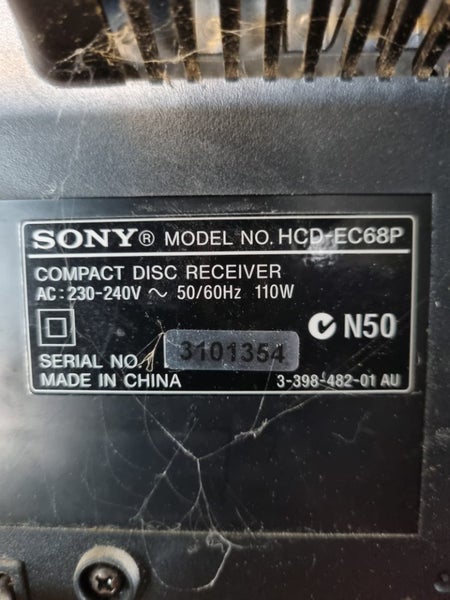 SONY® MODEL NO. HCD-EC68P
COMPACT DISC RECEIVER
AC: 230-240V ~ 50/60Hz 110W
N50
SERIAL NO. 3101354
MADE IN CHINA 3-398-482-01 AU